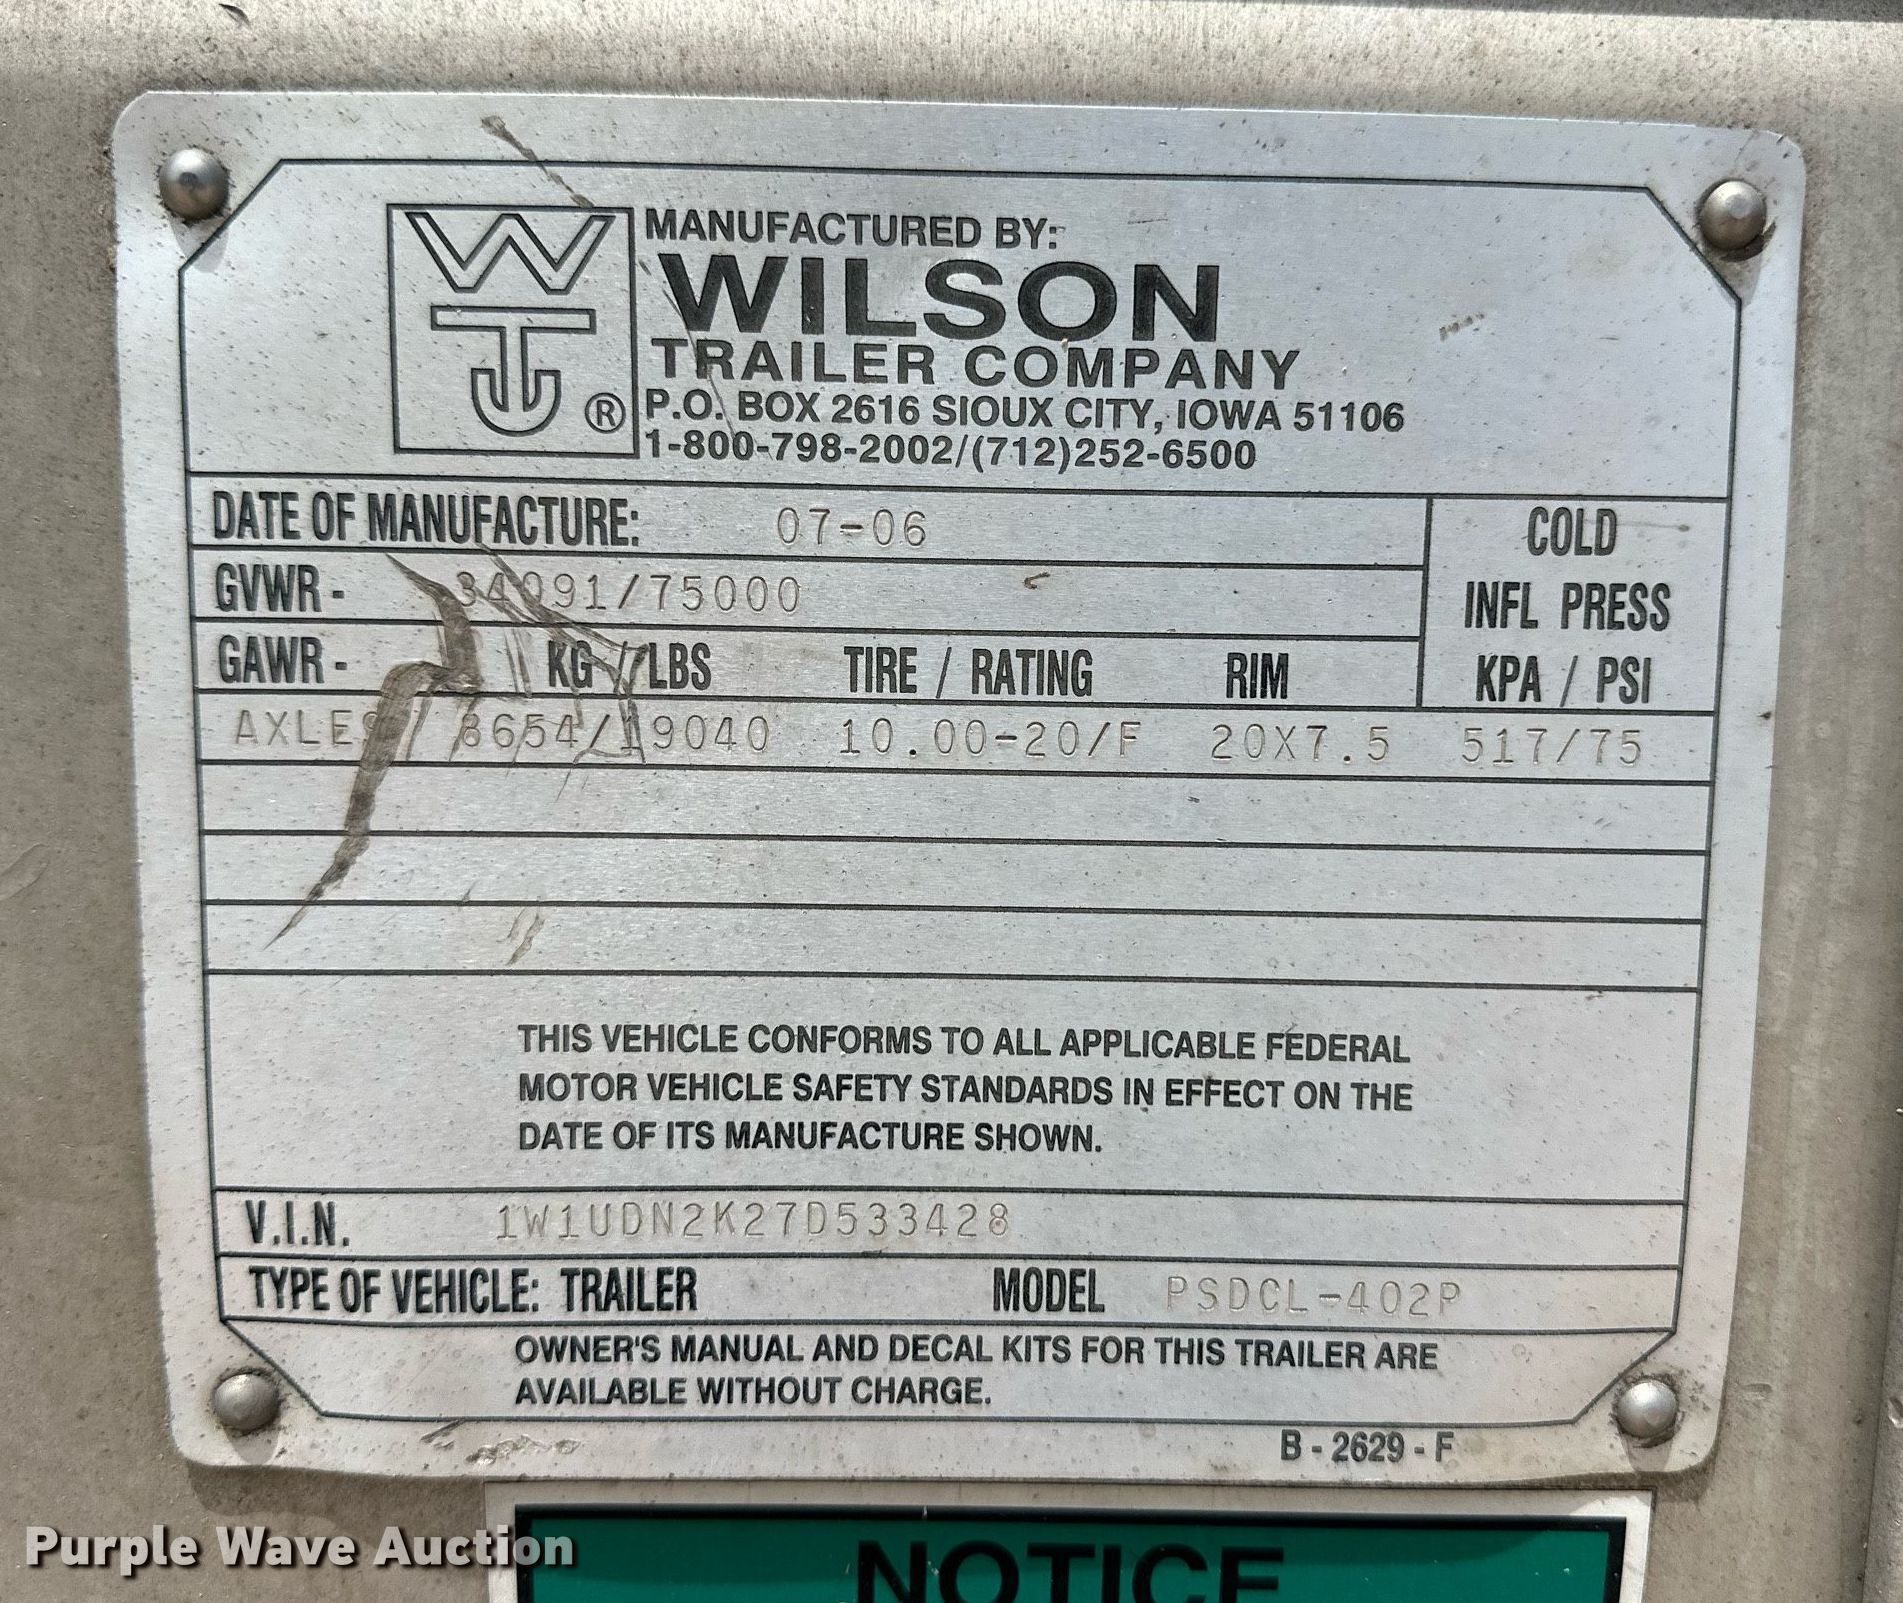 WTJ ®
MANUFACTURED BY:
WILSON
TRAILER COMPANY
P.O. BOX 2616 SIOUX CITY, IOWA 51106
1-800-798-2002/(712)252-6500
DATE OF MANUFACTURE: 07-06
COLD
GVWR - 34091/75000
INFL PRESS
GAWR - KG / LBS TIRE / RATING RIM KPA / PSI
AXLES 8654/19040 10.00-20/F 20X7.5 517/75
THIS VEHICLE CONFORMS TO ALL APPLICABLE FEDERAL
MOTOR VEHICLE SAFETY STANDARDS IN EFFECT ON THE
DATE OF ITS MANUFACTURE SHOWN.
V.I.N. 1W1UDN2K27D533428
TYPE OF VEHICLE: TRAILER MODEL PSDCL-402P
OWNER'S MANUAL AND DECAL KITS FOR THIS TRAILER ARE
AVAILABLE WITHOUT CHARGE.
B - 2629 - F
NOTICE
Purple Wave Auction